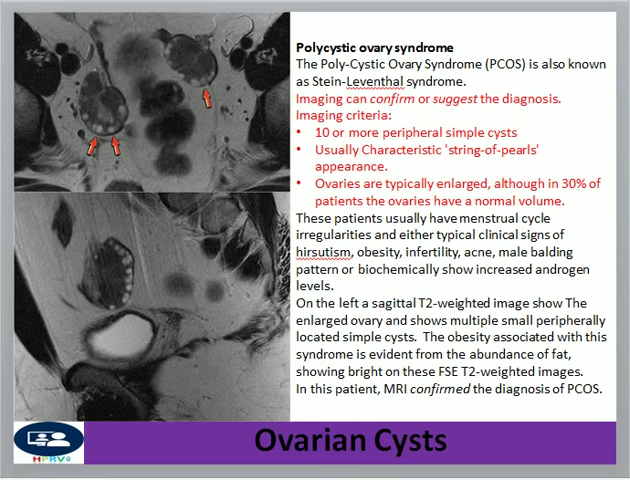 Polycystic ovary syndrome
The Poly-Cystic Ovary Syndrome (PCOS) is also known
as Stein-Leventhal syndrome.
Imaging can confirm or suggest the diagnosis.
Imaging criteria:
• 10 or more peripheral simple cysts
• Usually Characteristic 'string-of-pearls'
appearance.
• Ovaries are typically enlarged, although in 30% of
patients the ovaries have a normal volume.
These patients usually have menstrual cycle
irregularities and either typical clinical signs of
hirsutism, obesity, infertility, acne, male balding
pattern or biochemically show increased androgen
levels.
On the left a sagittal T2-weighted image show The
enlarged ovary and shows multiple small peripherally
located simple cysts. The obesity associated with this
syndrome is evident from the abundance of fat,
showing bright on these FSE T2-weighted images.
In this patient, MRI confirmed the diagnosis of PCOS.
Ovarian Cysts
HPRV